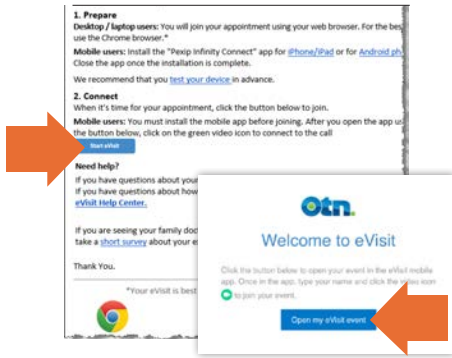 1. Prepare
Desktop / laptop users: You will join your appointment using your web browser. For the bes
use the Chrome browser.*
Mobile users: Install the "Pexip Infinity Connect" app for iPhone/iPad or for Android ph
Close the app once the installation is complete.
We recommend that you test your device in advance.
2. Connect
When it's time for your appointment, click the button below to join.
Mobile users: You must install the mobile app before joining. After you open the app us
the button below, click on the green video icon to connect to the call
Start eVisit
Need help?
If you have questions about your
If you have questions about how
eVisit Help Center.
If you are seeing your family doc
take a short survey about your e
Thank You.
*Your eVisit is best
otn.
Welcome to eVisit
Click the button below to open your event in the eVisit mobile
app. Once in the app, type your name and click the video icon
to join your event.
Open my eVisit event